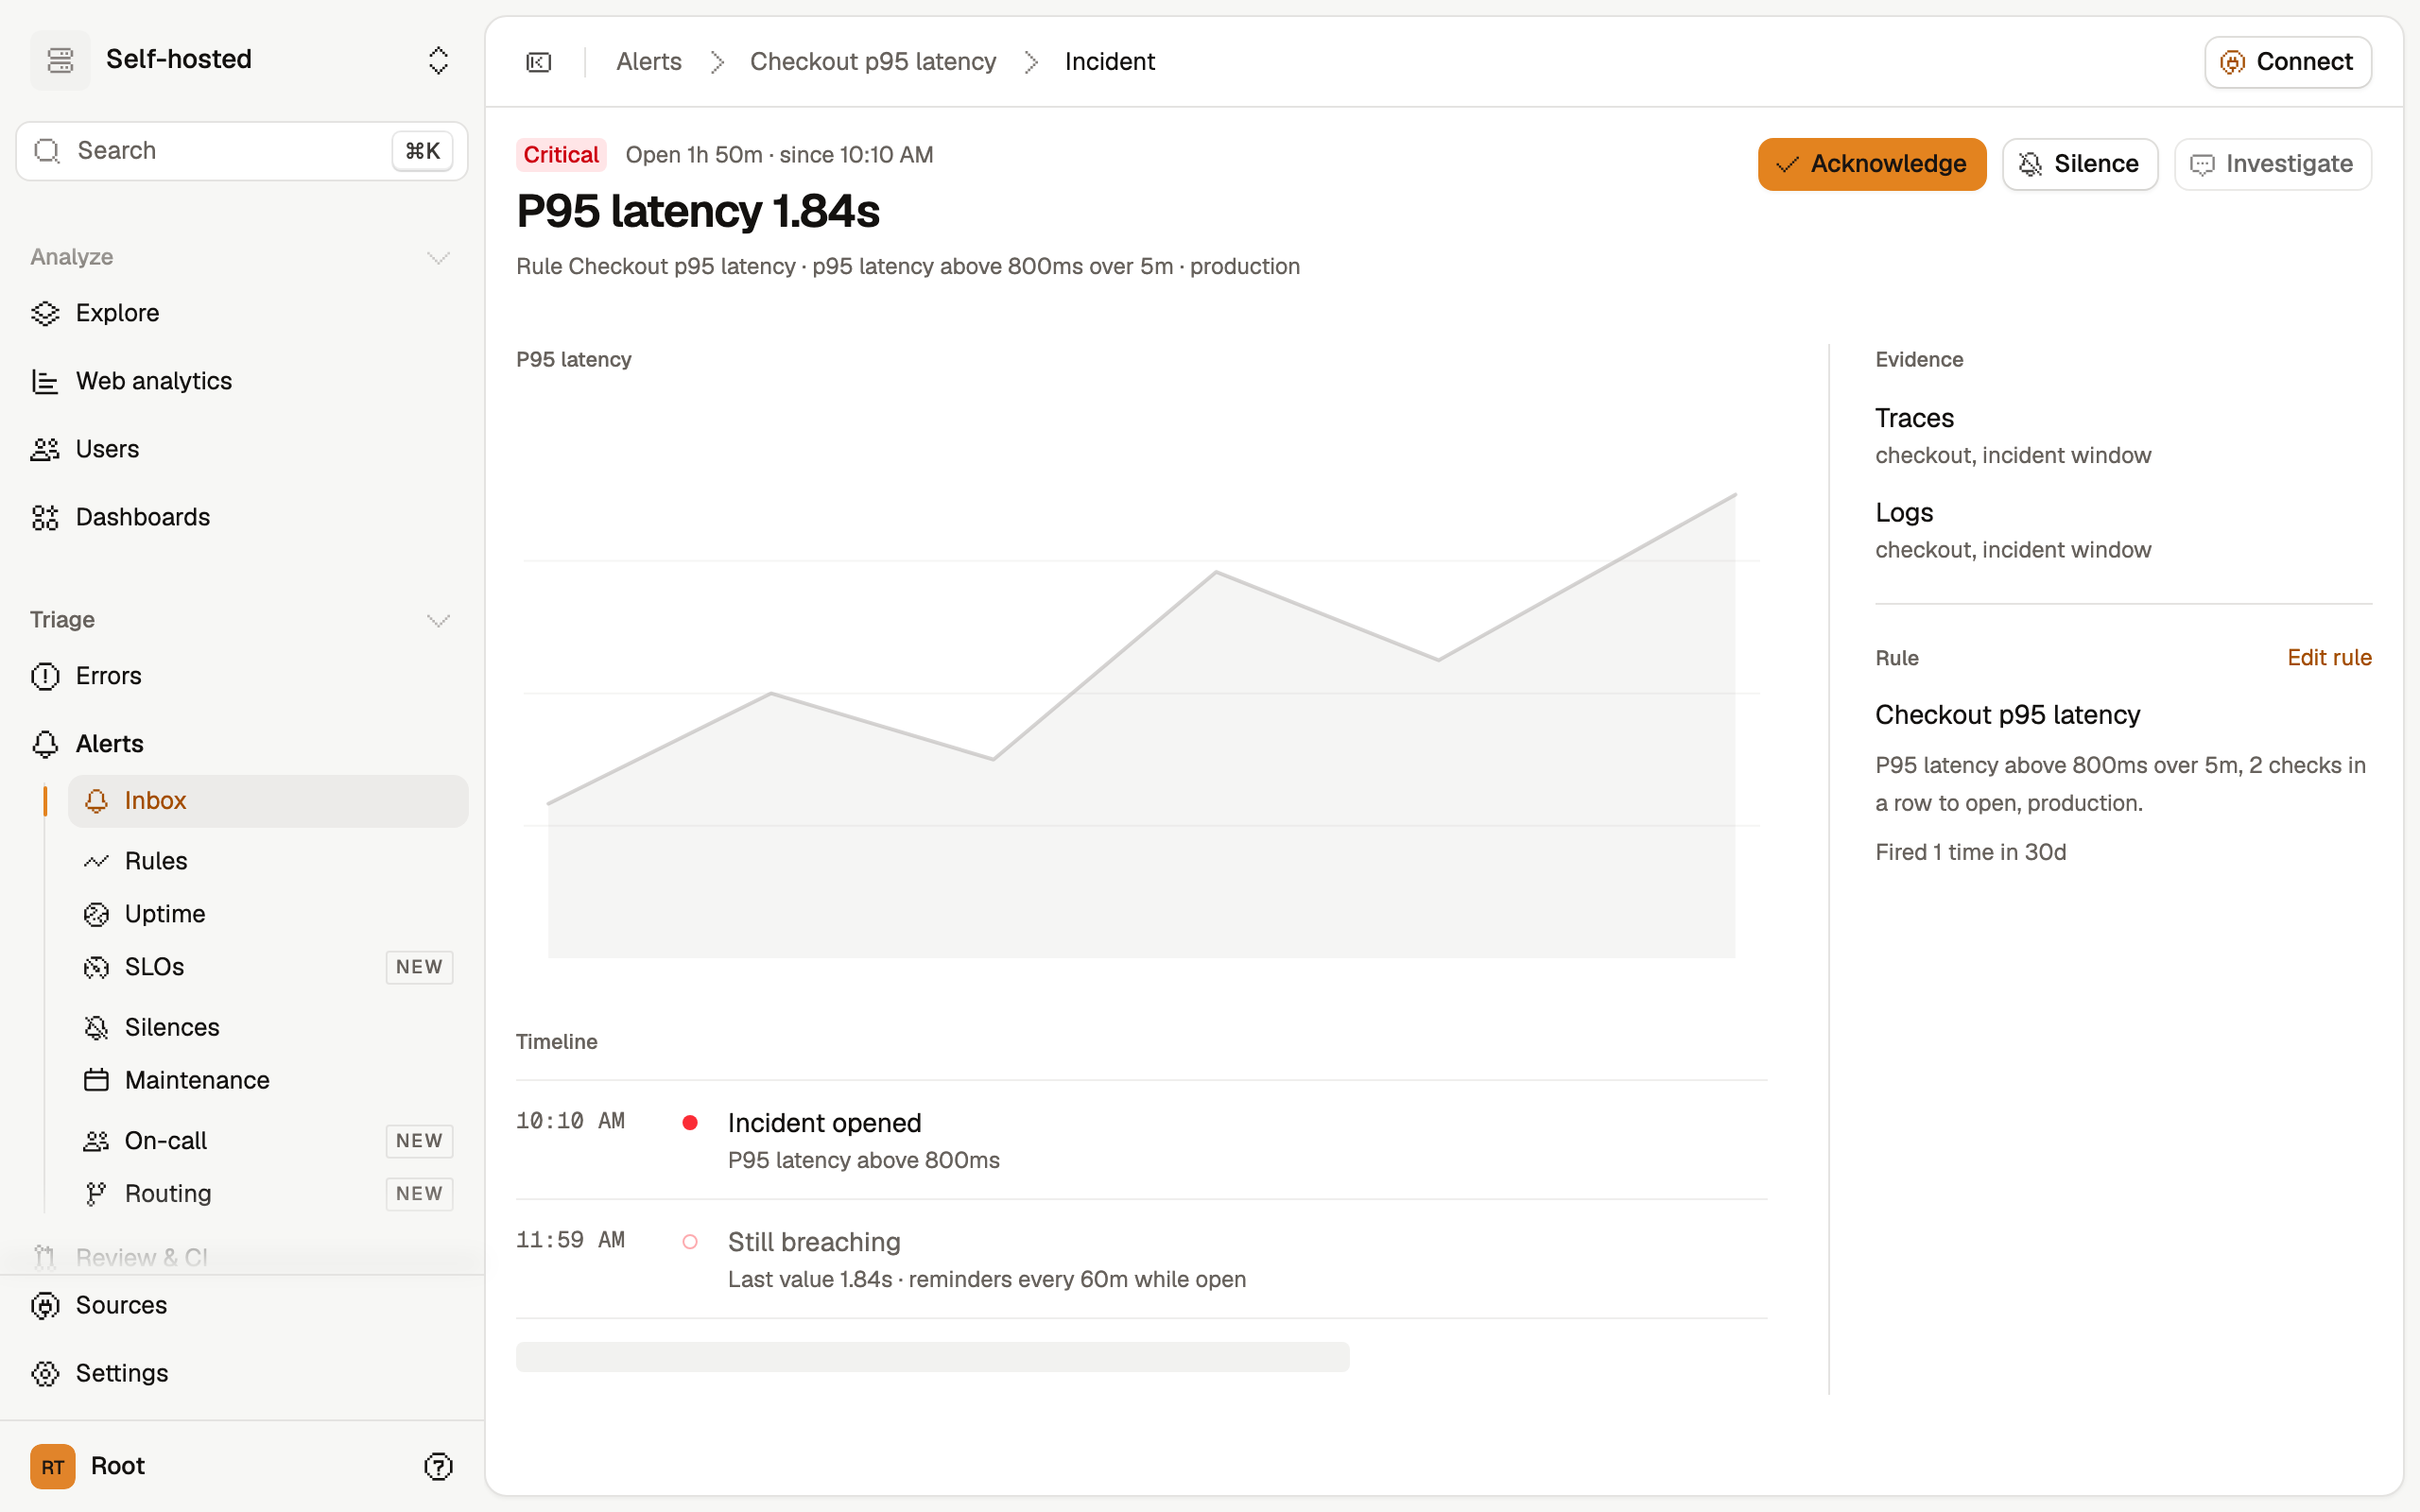 Self-hosted
Search
⌘K
Analyze
Explore
Web analytics
Users
Dashboards
Triage
Errors
Alerts
Inbox
Rules
Uptime
SLOs NEW
Silences
Maintenance
On-call NEW
Routing NEW
Review & CI
Sources
Settings
RT Root
Alerts Checkout p95 latency Incident
Connect
Critical Open 1h 50m · since 10:10 AM
P95 latency 1.84s
Rule Checkout p95 latency · p95 latency above 800ms over 5m · production
Acknowledge Silence Investigate
P95 latency
Timeline
10:10 AM Incident opened
P95 latency above 800ms
11:59 AM Still breaching
Last value 1.84s · reminders every 60m while open
Evidence
Traces
checkout, incident window
Logs
checkout, incident window
Rule Edit rule
Checkout p95 latency
P95 latency above 800ms over 5m, 2 checks in
a row to open, production.
Fired 1 time in 30d